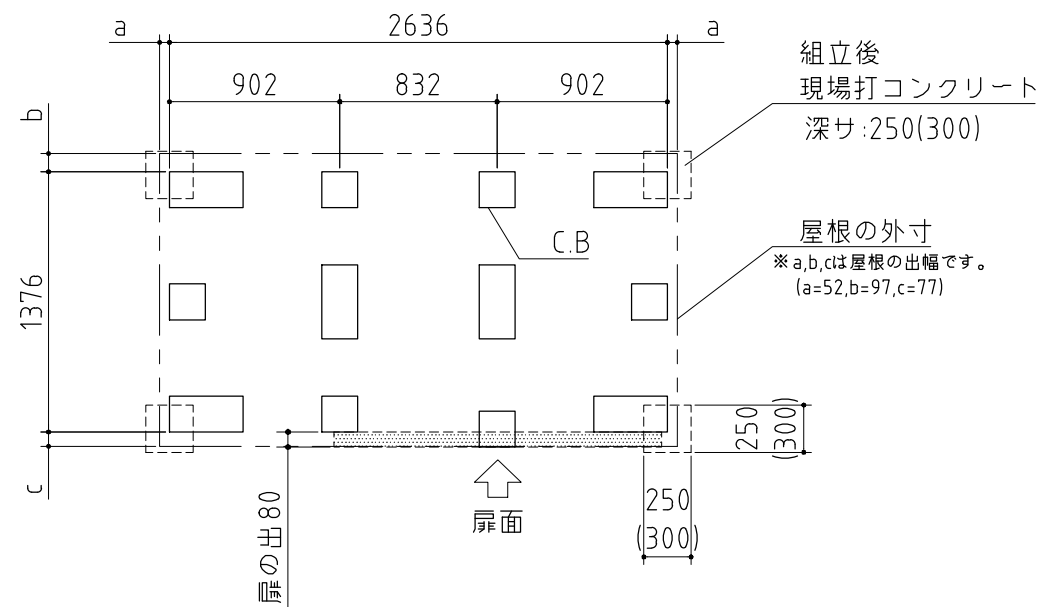 a
2636
a
902
832
902
組立後
現場打コンクリート
深サ:250(300)
b
C.B
屋根の外寸
※a,b,cは屋根の出幅です。
(a=52,b=97,c=77)
1376
250
(300)
c
扉の出80
扉面
250
(300)